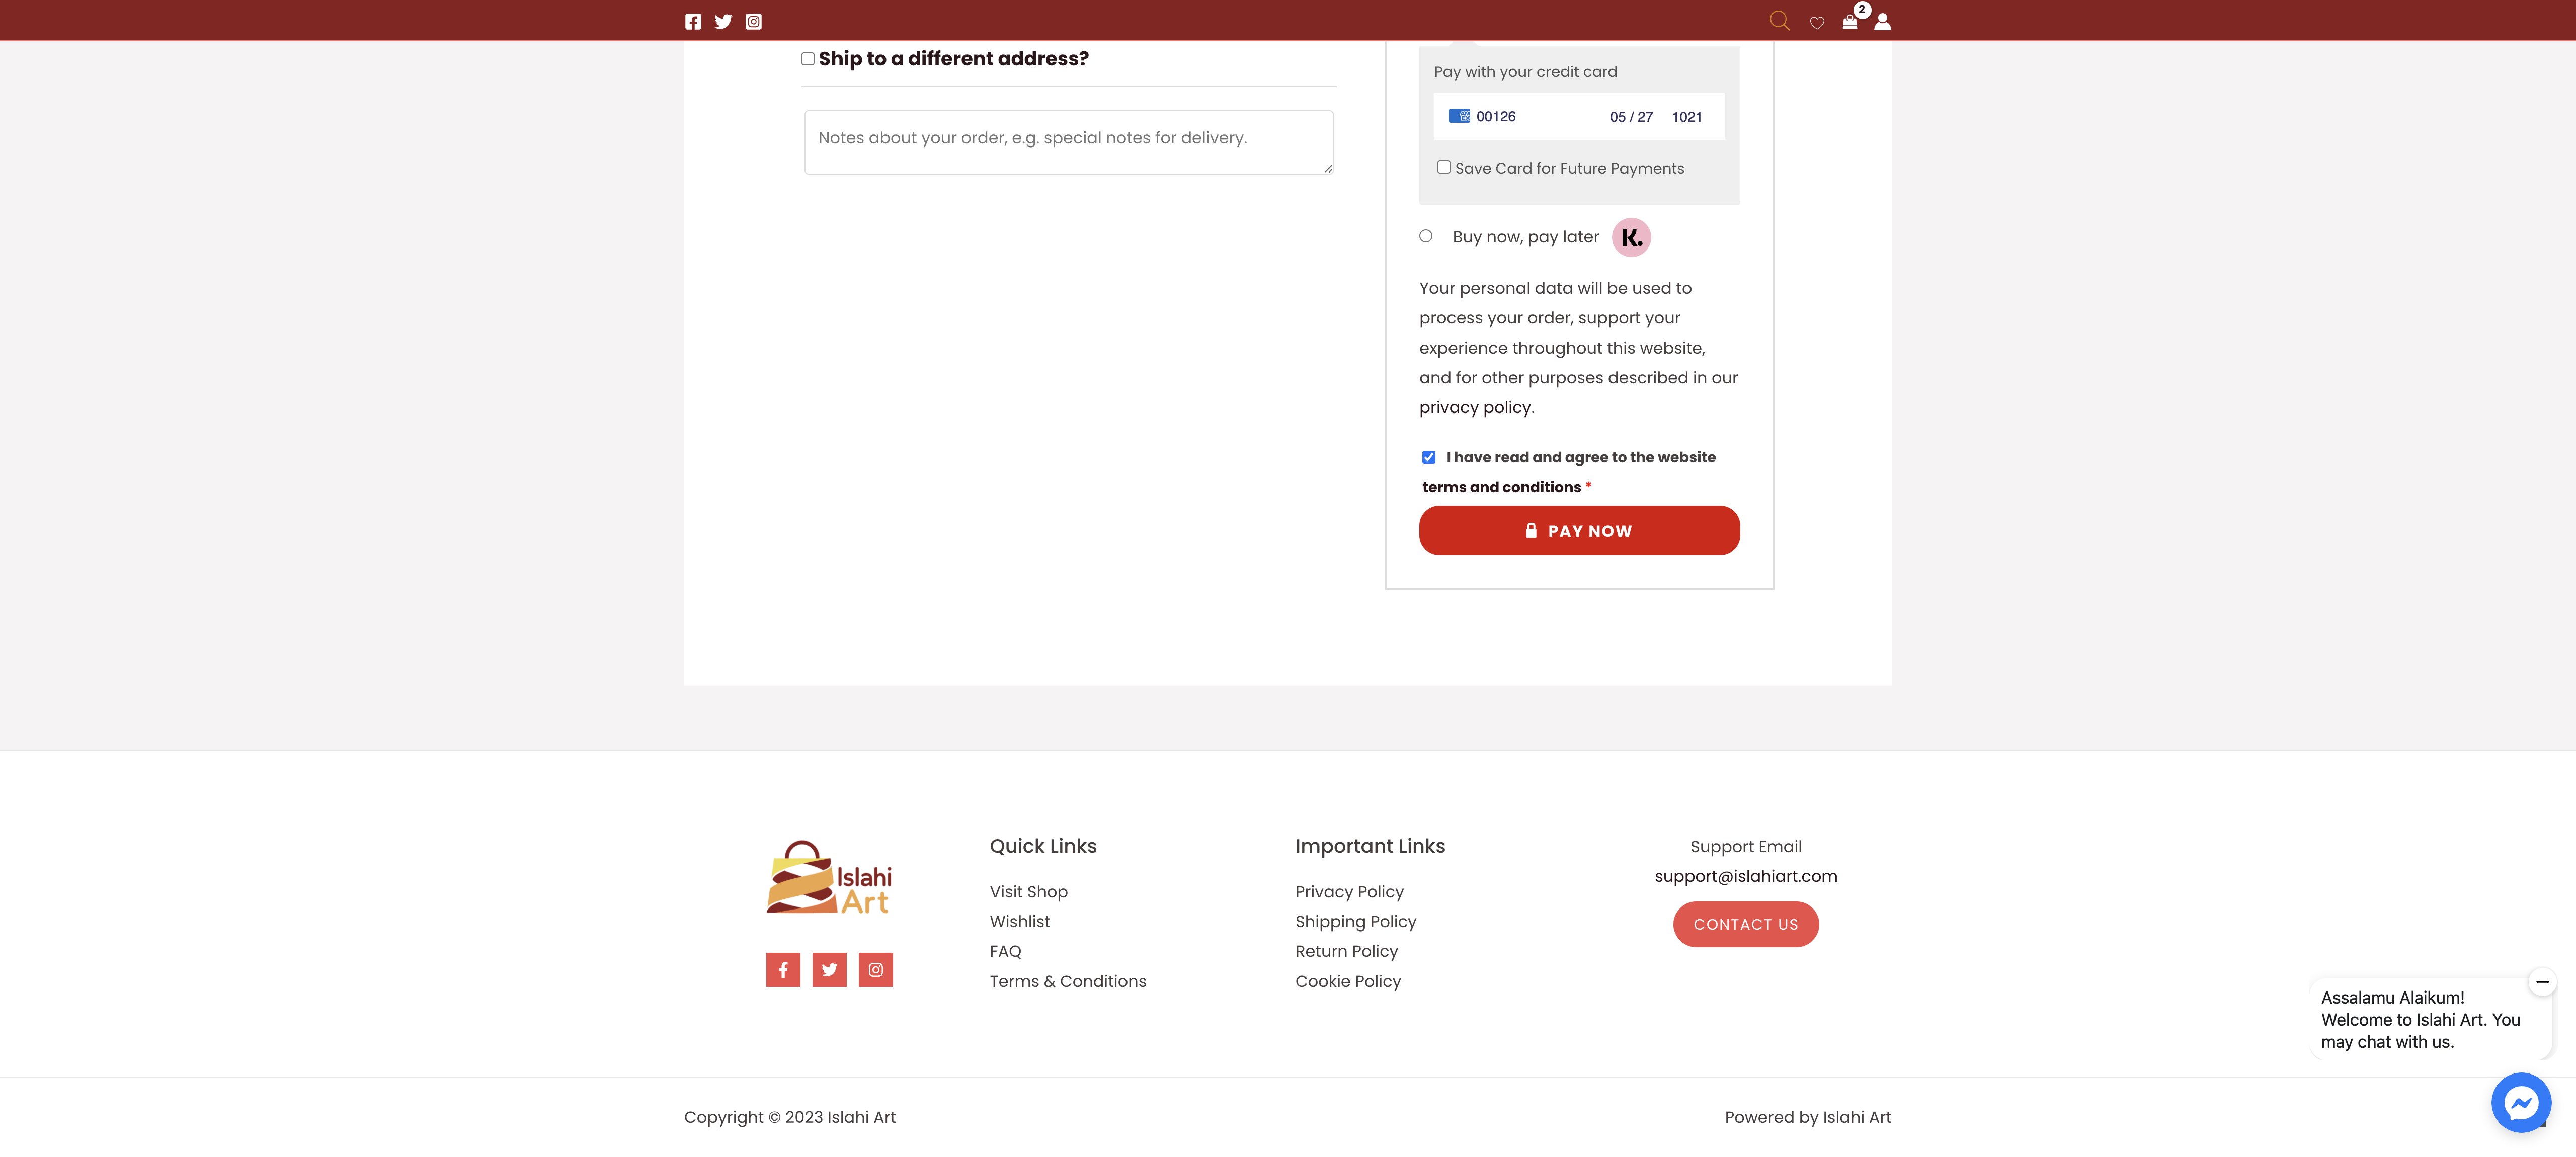 2
Ship to a different address?
Notes about your order, e.g. special notes for delivery.
Pay with your credit card
00126 05 / 27 1021
Save Card for Future Payments
Buy now, pay later K.
Your personal data will be used to
process your order, support your
experience throughout this website,
and for other purposes described in our
privacy policy.
I have read and agree to the website
terms and conditions *
PAY NOW
Islahi
Art
Quick Links
Visit Shop
Wishlist
FAQ
Terms & Conditions
Important Links
Privacy Policy
Shipping Policy
Return Policy
Cookie Policy
Support Email
support@islahiart.com
CONTACT US
Assalamu Alaikum!
Welcome to Islahi Art. You
may chat with us.
Copyright © 2023 Islahi Art
Powered by Islahi Art